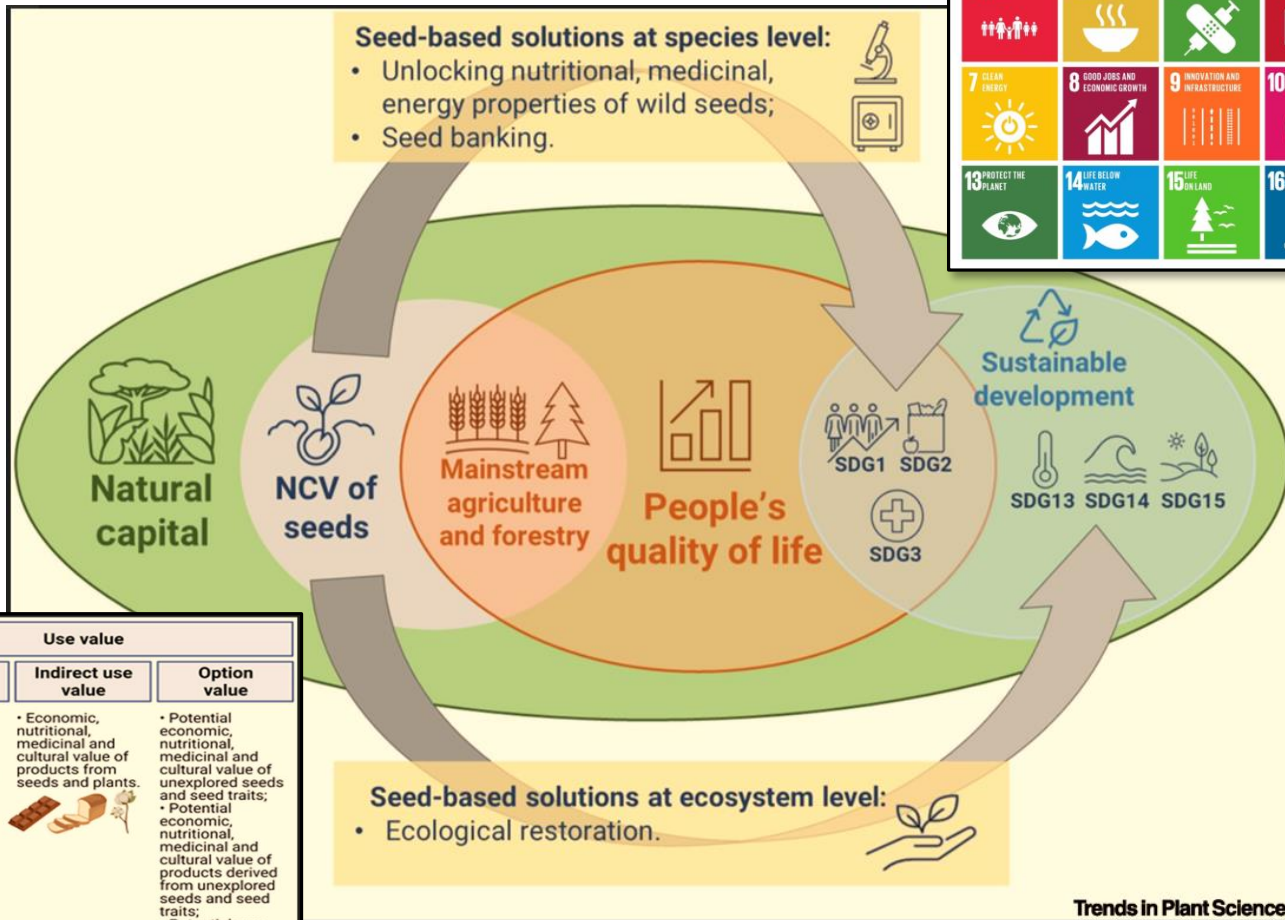 Seed-based solutions at species level:
• Unlocking nutritional, medicinal,
energy properties of wild seeds;
• Seed banking.
7 CLEAN
ENERGY
8 GOOD JOBS AND
ECONOMIC GROWTH
9 INNOVATION AND
INFRASTRUCTURE
10
13 PROTECT THE
PLANET
14 LIFE BELOW
WATER
15 LIFE
ON LAND
16
Natural
capital
NCV of
seeds
Mainstream
agriculture
and forestry
People's
quality of life
Sustainable
development
SDG1 SDG2
SDG3
SDG13 SDG14 SDG15
Use value
Indirect use
value
Option
value
• Economic,
nutritional,
medicinal and
cultural value of
products from
seeds and plants.
• Potential
economic,
nutritional,
medicinal and
cultural value of
unexplored seeds
and seed traits;
• Potential
economic,
nutritional,
medicinal and
cultural value of
products derived
from unexplored
seeds and seed
traits;
Seed-based solutions at ecosystem level:
• Ecological restoration.
Trends in Plant Science